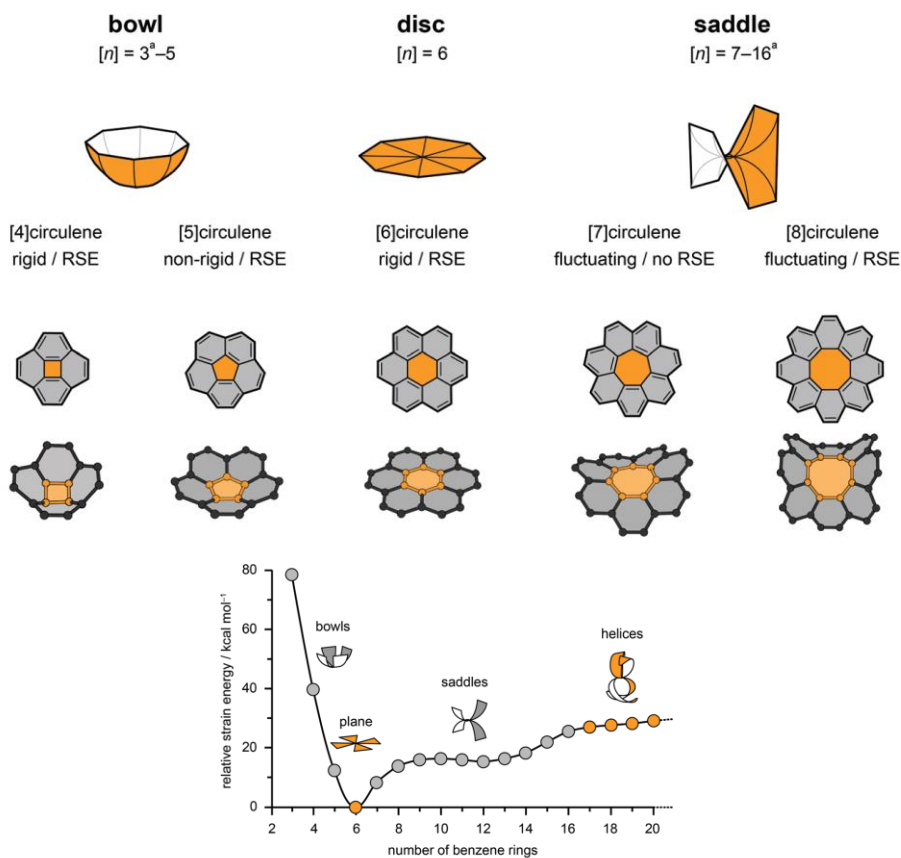 bowl
[n] = 3ᵃ–5
disc
[n] = 6
saddle
[n] = 7–16ᵃ
[4]circulene
rigid / RSE
[5]circulene
non-rigid / RSE
[6]circulene
rigid / RSE
[7]circulene
fluctuating / no RSE
[8]circulene
fluctuating / RSE
relative strain energy / kcal mol⁻¹
80
60
40
20
0
bowls
plane
saddles
helices
2
4
6
8
10
12
14
16
18
20
number of benzene rings